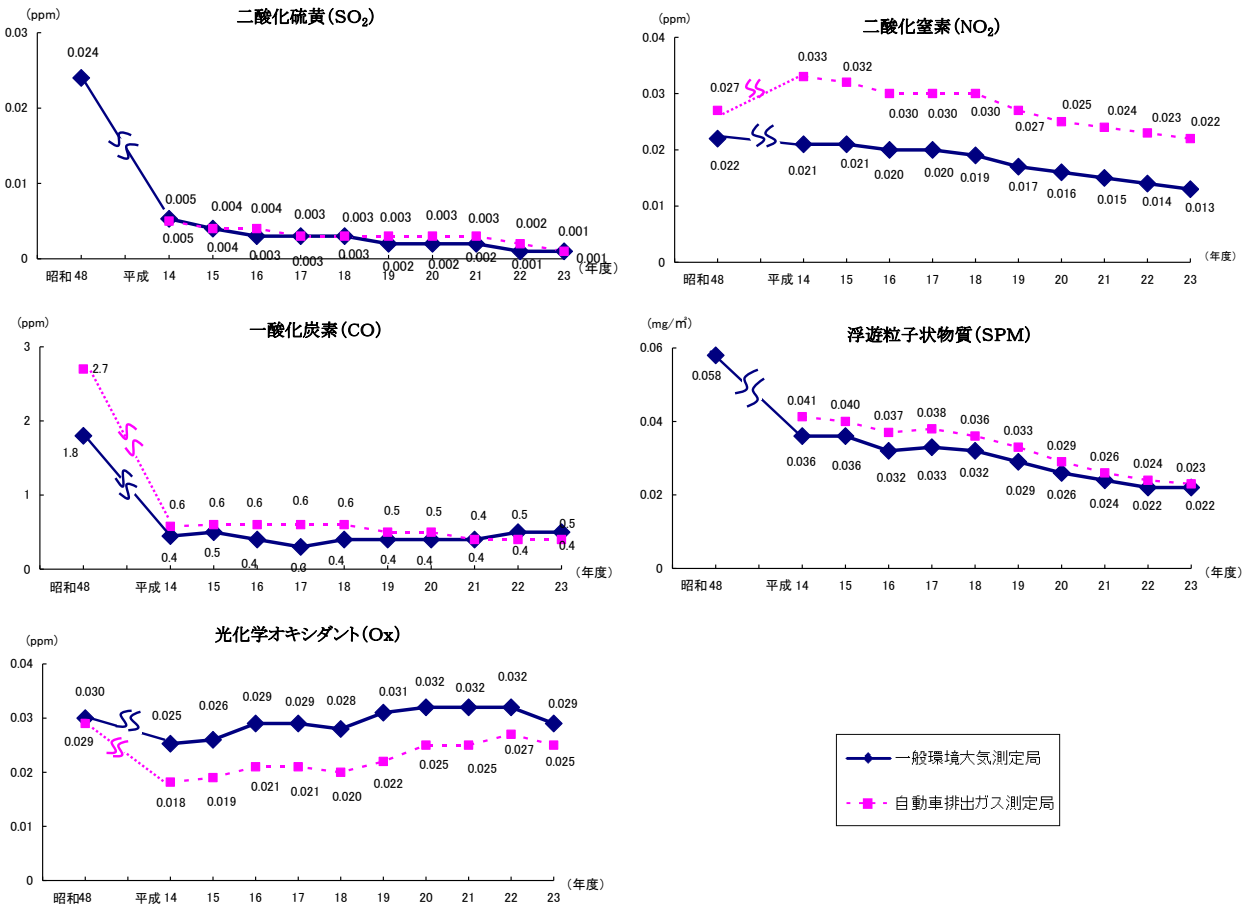 (ppm)
二酸化硫黄(SO₂)
0.03
0.02
0.01
0
0.024
0.005 0.004 0.004 0.003 0.003 0.003 0.003 0.003 0.002 0.001
0.005 0.004 0.003 0.003 0.003 0.002 0.002 0.002 0.001 0.001
昭和48 平成 14 15 16 17 18 19 20 21 22 23 (年度)
(ppm)
二酸化窒素(NO₂)
0.04
0.03
0.02
0.01
0
0.027 0.033 0.032 0.030 0.030 0.030 0.027 0.025 0.024 0.023 0.022
0.022 0.021 0.021 0.020 0.020 0.019 0.017 0.016 0.015 0.014 0.013
昭和48 平成 14 15 16 17 18 19 20 21 22 23 (年度)
(ppm)
一酸化炭素(CO)
3
2
1
0
2.7 0.6 0.6 0.6 0.6 0.6 0.5 0.5 0.4 0.5 0.5
1.8 0.4 0.5 0.4 0.3 0.4 0.4 0.4 0.4 0.4 0.4
昭和48 平成 14 15 16 17 18 19 20 21 22 23 (年度)
(mg/㎥)
浮遊粒子状物質(SPM)
0.06
0.04
0.02
0
0.058
0.041 0.040 0.037 0.038 0.036 0.033 0.029 0.026 0.024 0.023
0.036 0.036 0.032 0.033 0.032 0.029 0.026 0.024 0.022 0.022
昭和48 平成 14 15 16 17 18 19 20 21 22 23 (年度)
(ppm)
光化学オキシダント(Ox)
0.04
0.03
0.02
0.01
0
0.030 0.025 0.026 0.029 0.029 0.028 0.031 0.032 0.032 0.032 0.029
0.029 0.018 0.019 0.021 0.021 0.020 0.022 0.025 0.025 0.027 0.025
昭和48 平成 14 15 16 17 18 19 20 21 22 23 (年度)
一般環境大気測定局
自動車排出ガス測定局